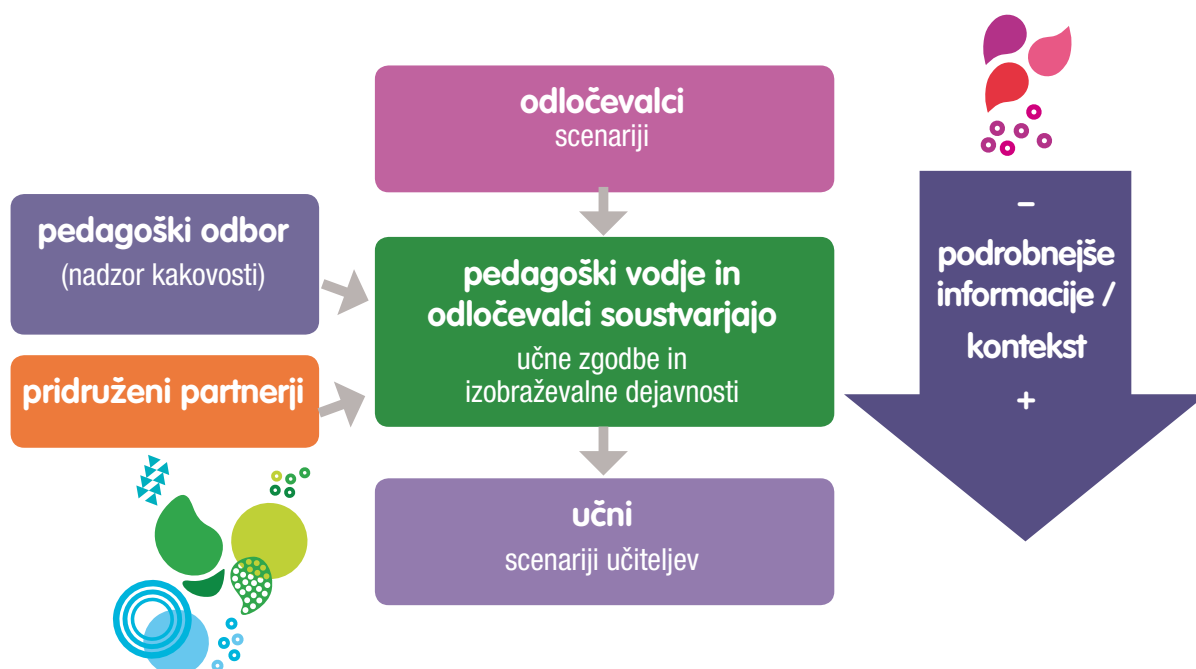 odločevalci
scenariji
pedagoški odbor
(nadzor kakovosti)
pridruženi partnerji
pedagoški vodje in
odločevalci soustvarjajo
učne zgodbe in
izobraževalne dejavnosti
učni
scenariji učiteljev
–
podrobnejše
informacije /
kontekst
+